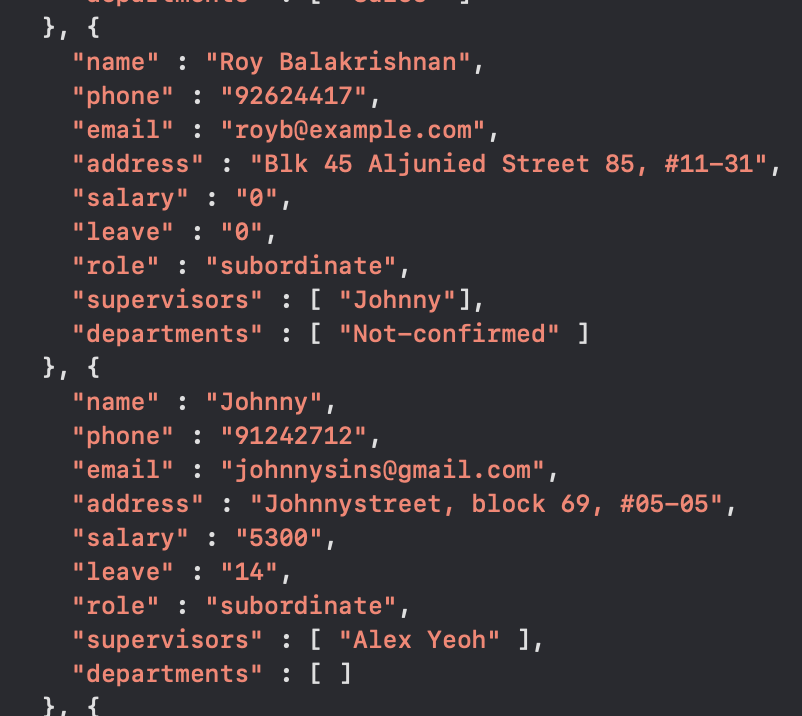 "departments" : [ "Sales" ]
}, {
"name" : "Roy Balakrishnan",
"phone" : "92624417",
"email" : "royb@example.com",
"address" : "Blk 45 Aljunied Street 85, #11-31",
"salary" : "0",
"leave" : "0",
"role" : "subordinate",
"supervisors" : [ "Johnny"],
"departments" : [ "Not-confirmed" ]
}, {
"name" : "Johnny",
"phone" : "91242712",
"email" : "johnnysins@gmail.com",
"address" : "Johnnystreet, block 69, #05-05",
"salary" : "5300",
"leave" : "14",
"role" : "subordinate",
"supervisors" : [ "Alex Yeoh" ],
"departments" : [ ]
}, {